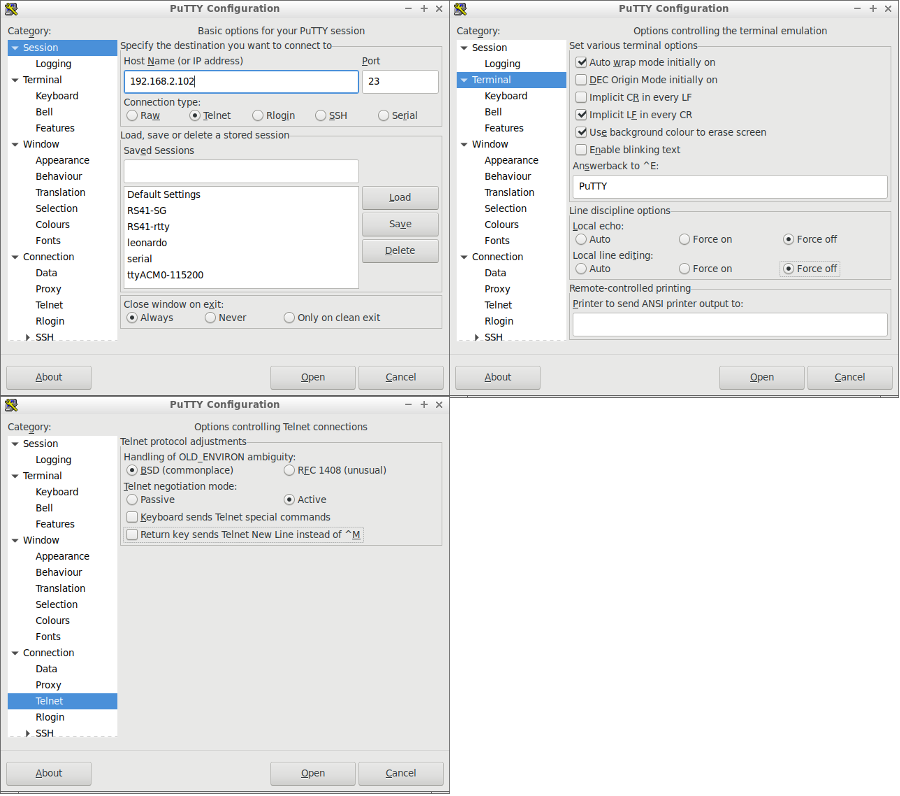 PuTTY Configuration
Category:
Session
Logging
Terminal
Keyboard
Bell
Features
Window
Appearance
Behaviour
Translation
Selection
Colours
Fonts
Connection
Data
Proxy
Telnet
Rlogin
SSH
Basic options for your PuTTY session
Specify the destination you want to connect to
Host Name (or IP address) Port
192.168.2.102 23
Connection type:
Raw Telnet Rlogin SSH Serial
Load, save or delete a stored session
Saved Sessions
Default Settings
RS41-SG
RS41-rtty
leonardo
serial
ttyACM0-115200
Load
Save
Delete
Close window on exit:
Always Never Only on clean exit
About Open Cancel
PuTTY Configuration
Category:
Session
Logging
Terminal
Keyboard
Bell
Features
Window
Appearance
Behaviour
Translation
Selection
Colours
Fonts
Connection
Data
Proxy
Telnet
Rlogin
SSH
Options controlling the terminal emulation
Set various terminal options
Auto wrap mode initially on
DEC Origin Mode initially on
Implicit CR in every LF
Implicit LF in every CR
Use background colour to erase screen
Enable blinking text
Answerback to ^E:
PuTTY
Line discipline options
Local echo:
Auto Force on Force off
Local line editing:
Auto Force on Force off
Remote-controlled printing
Printer to send ANSI printer output to:
About Open Cancel
PuTTY Configuration
Category:
Session
Logging
Terminal
Keyboard
Bell
Features
Window
Appearance
Behaviour
Translation
Selection
Colours
Fonts
Connection
Data
Proxy
Telnet
Rlogin
SSH
Options controlling Telnet connections
Telnet protocol adjustments
Handling of OLD_ENVIRON ambiguity:
BSD (commonplace) RFC 1408 (unusual)
Telnet negotiation mode:
Passive Active
Keyboard sends Telnet special commands
Return key sends Telnet New Line instead of ^M
About Open Cancel